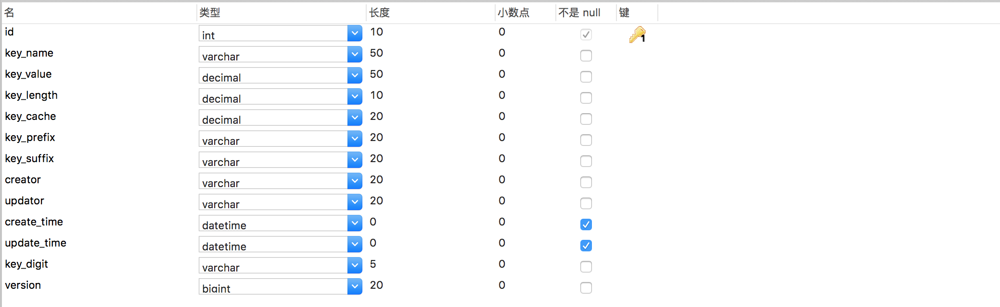 名 类型 长度 小数点 不是 null 键
id int 10 0 1
key_name varchar 50 0
key_value decimal 50 0
key_length decimal 10 0
key_cache decimal 20 0
key_prefix varchar 20 0
key_suffix varchar 20 0
creator varchar 20 0
updator varchar 20 0
create_time datetime 0 0
update_time datetime 0 0
key_digit varchar 5 0
version bigint 20 0